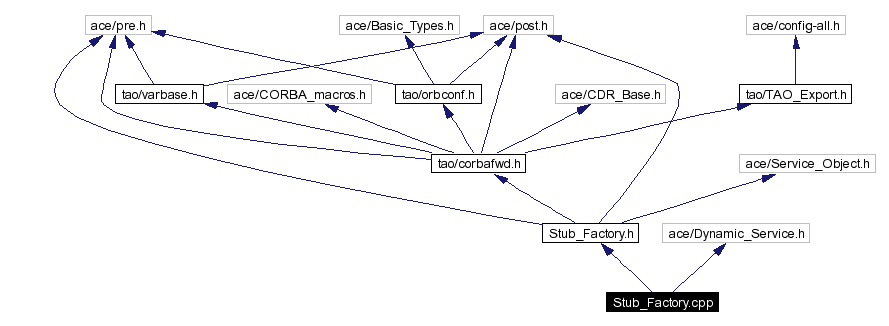 ace/pre.h
ace/Basic_Types.h
ace/post.h
ace/config-all.h
tao/varbase.h
ace/CORBA_macros.h
tao/orbconf.h
ace/CDR_Base.h
tao/TAO_Export.h
tao/corbafwd.h
ace/Service_Object.h
Stub_Factory.h
ace/Dynamic_Service.h
Stub_Factory.cpp